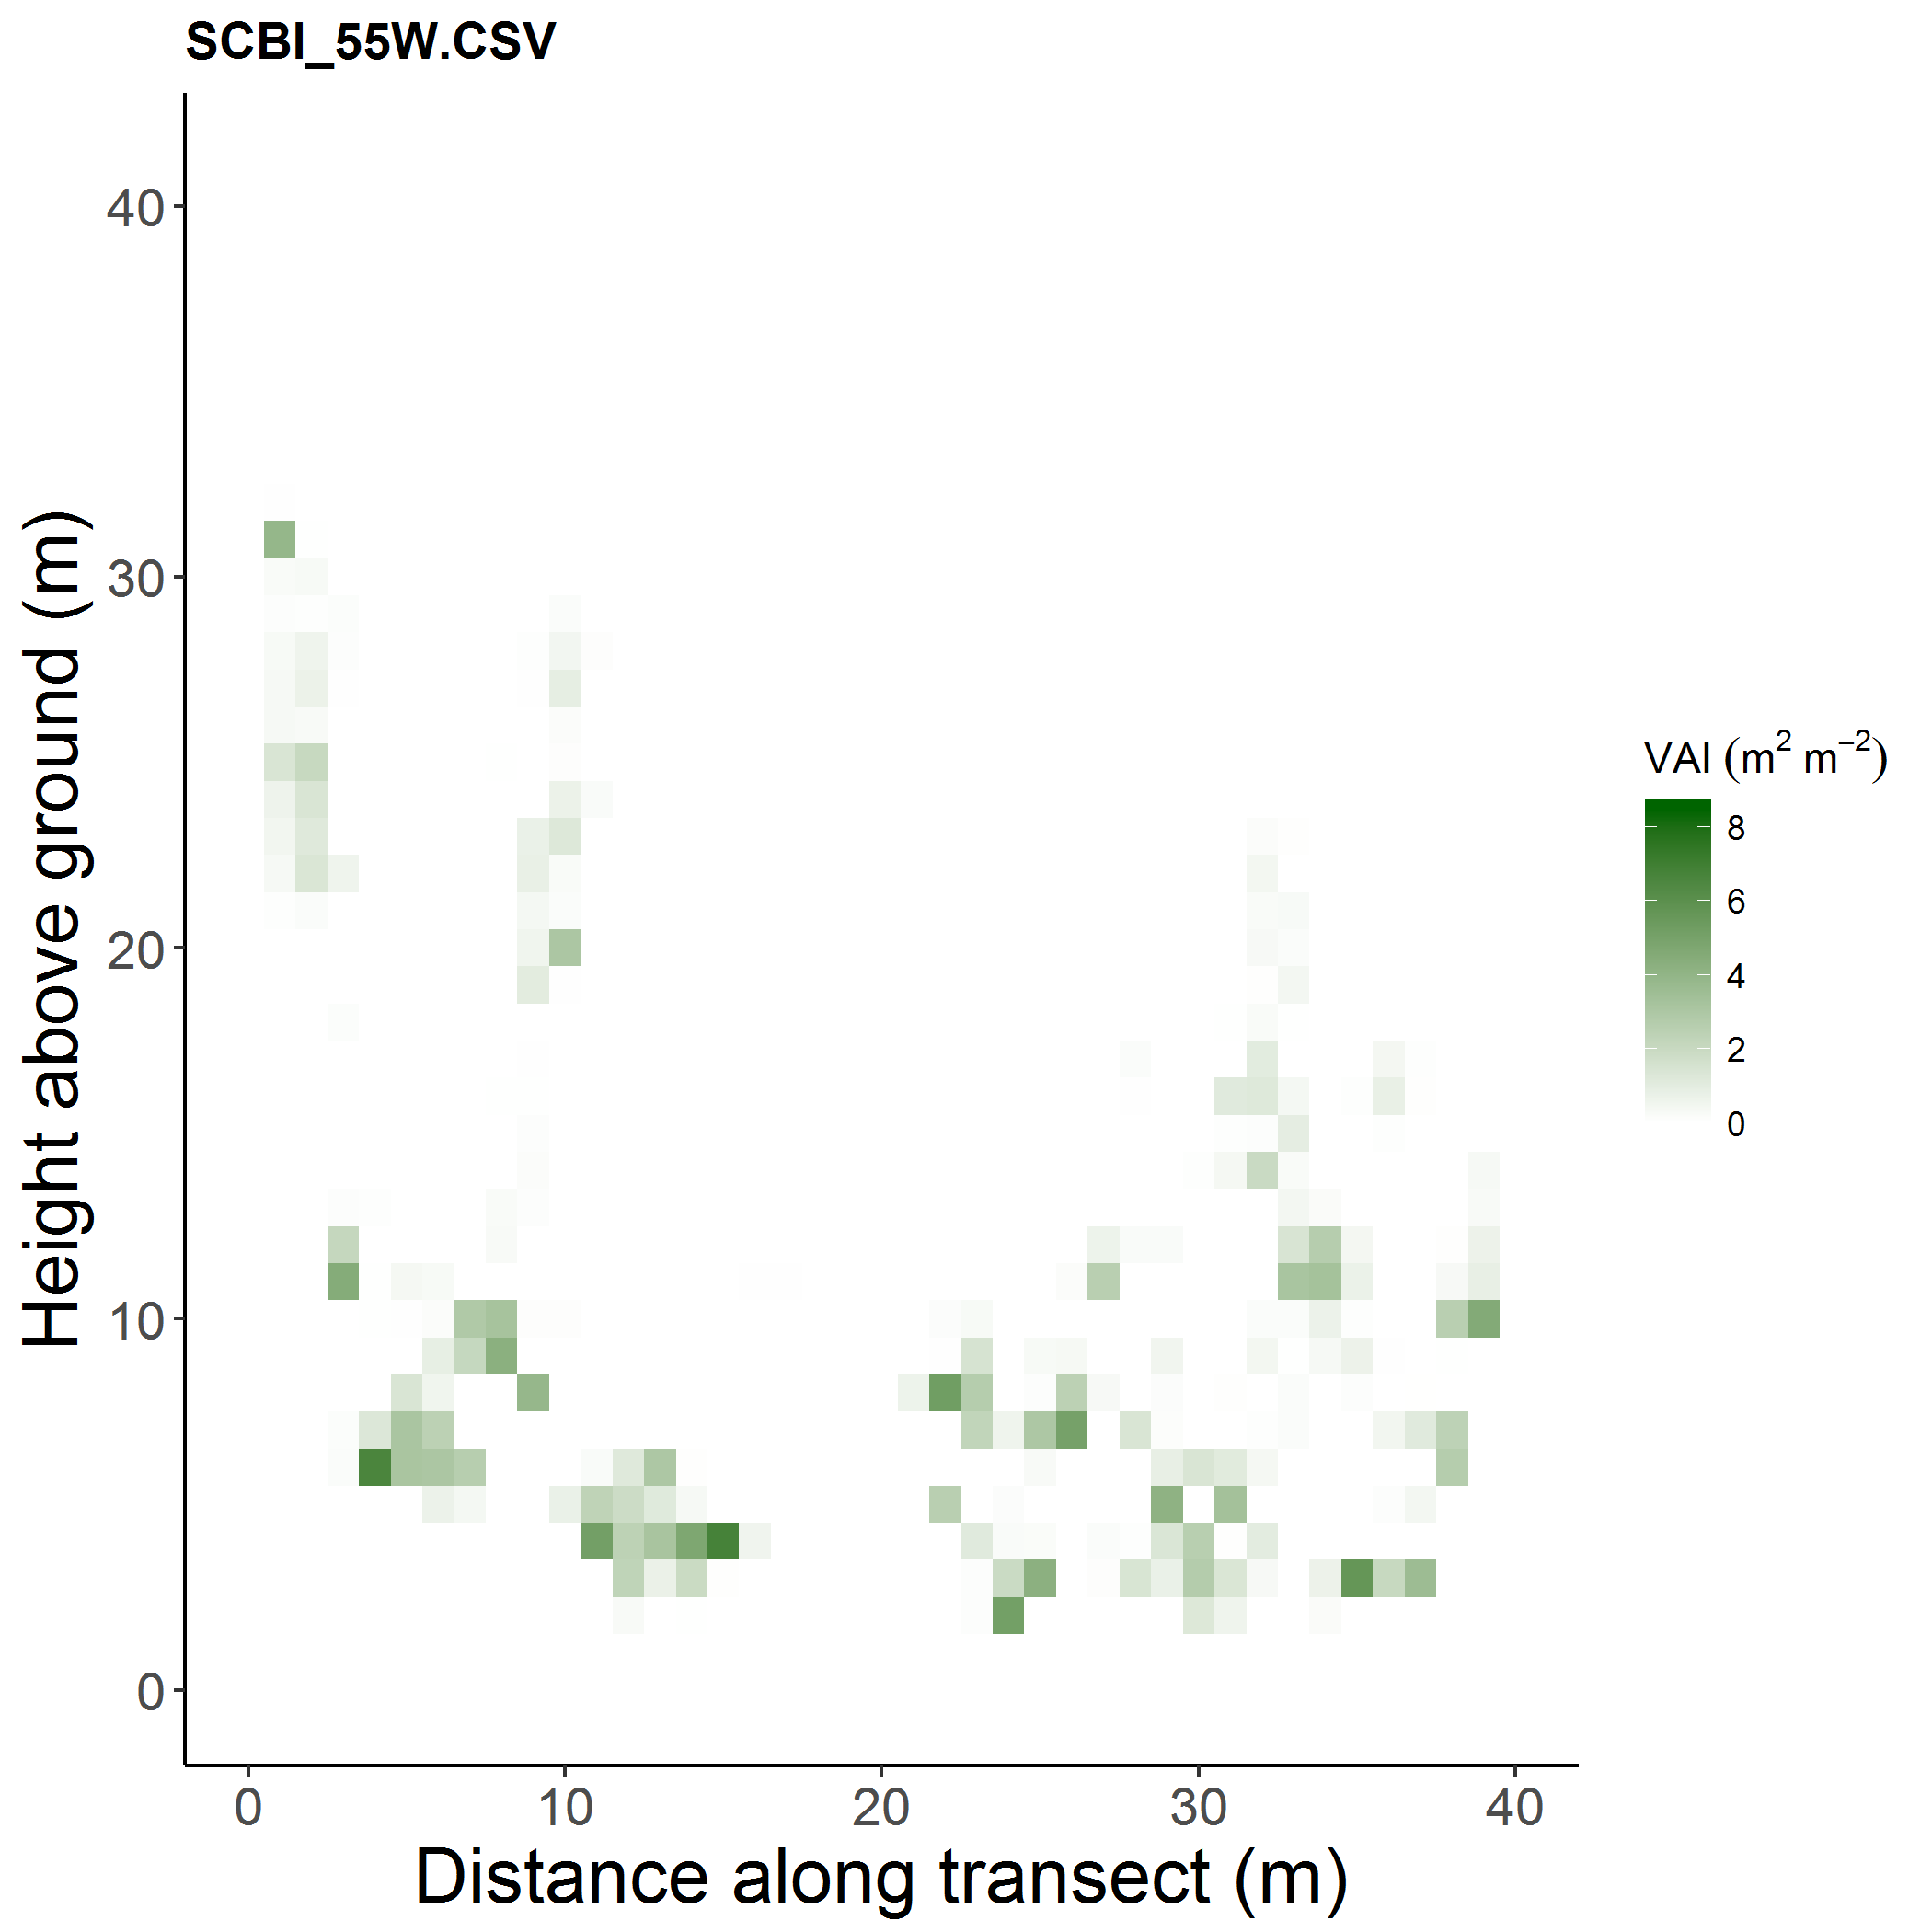 SCBI_55W.CSV
40
30
20
10
0
Height above ground (m)
0 10 20 30 40
Distance along transect (m)
VAI (m² m⁻²)
8
6
4
2
0